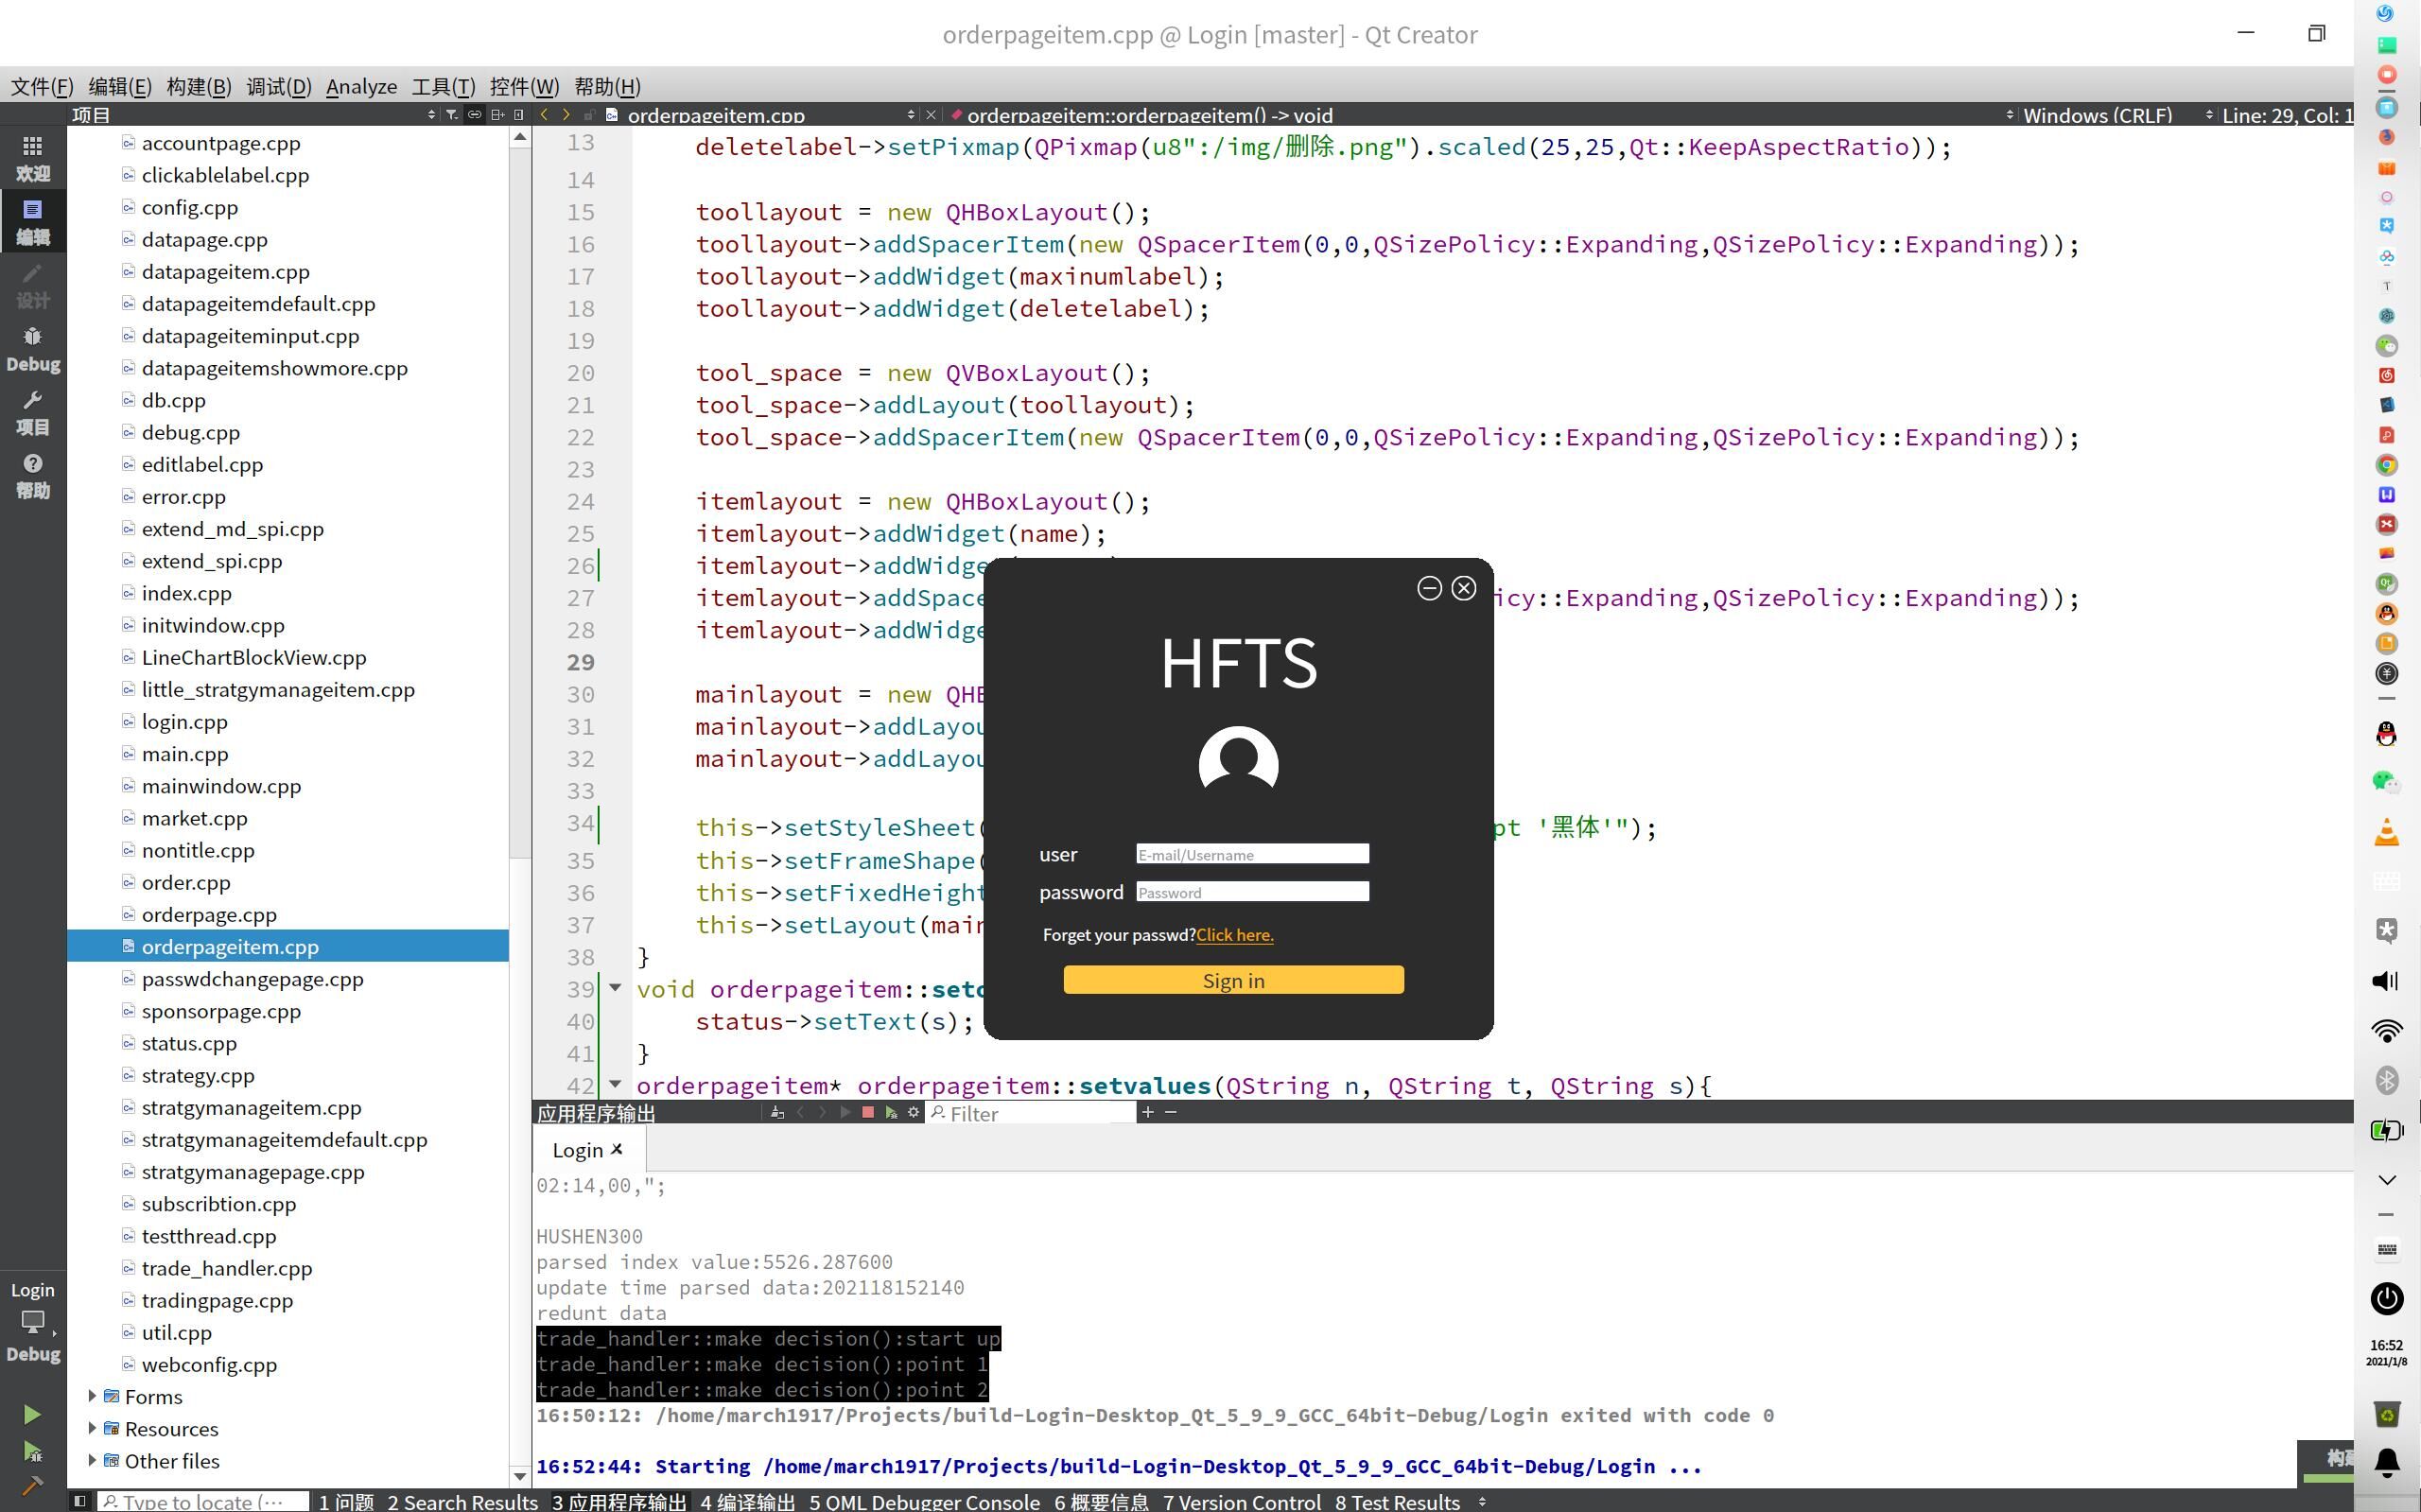 orderpageitem.cpp @ Login [master] - Qt Creator
文件(F) 编辑(E) 构建(B) 调试(D) Analyze 工具(T) 控件(W) 帮助(H)
项目
orderpageitem.cpp
orderpageitem::orderpageitem() -> void
Windows (CRLF)
Line: 29, Col: 1
欢迎
编辑
设计
Debug
项目
帮助
Login
Debug
accountpage.cpp
clickablelabel.cpp
config.cpp
datapage.cpp
datapageitem.cpp
datapageitemdefault.cpp
datapageiteminput.cpp
datapageitemshowmore.cpp
db.cpp
debug.cpp
editlabel.cpp
error.cpp
extend_md_spi.cpp
extend_spi.cpp
index.cpp
initwindow.cpp
LineChartBlockView.cpp
little_stratgymanageitem.cpp
login.cpp
main.cpp
mainwindow.cpp
market.cpp
nontitle.cpp
order.cpp
orderpage.cpp
orderpageitem.cpp
passwdchangepage.cpp
sponsorpage.cpp
status.cpp
strategy.cpp
stratgymanageitem.cpp
stratgymanageitemdefault.cpp
stratgymanagepage.cpp
subscribtion.cpp
testthread.cpp
trade_handler.cpp
tradingpage.cpp
util.cpp
webconfig.cpp
Forms
Resources
Other files
13 deletelabel->setPixmap(QPixmap(u8":/img/删除.png").scaled(25,25,Qt::KeepAspectRatio));
14
15 toollayout = new QHBoxLayout();
16 toollayout->addSpacerItem(new QSpacerItem(0,0,QSizePolicy::Expanding,QSizePolicy::Expanding));
17 toollayout->addWidget(maxinumlabel);
18 toollayout->addWidget(deletelabel);
19
20 tool_space = new QVBoxLayout();
21 tool_space->addLayout(toollayout);
22 tool_space->addSpacerItem(new QSpacerItem(0,0,QSizePolicy::Expanding,QSizePolicy::Expanding));
23
24 itemlayout = new QHBoxLayout();
25 itemlayout->addWidget(name);
26 itemlayout->addWidge
27 itemlayout->addSpace icy::Expanding,QSizePolicy::Expanding));
28 itemlayout->addWidge
29
30 mainlayout = new QHB
31 mainlayout->addLayou
32 mainlayout->addLayou
33
34 this->setStyleSheet( pt '黑体'");
35 this->setFrameShape(
36 this->setFixedHeight
37 this->setLayout(main
38 }
39 void orderpageitem::setc
40 status->setText(s);
41 }
42 orderpageitem* orderpageitem::setvalues(QString n, QString t, QString s){
HFTS
user E-mail/Username
password Password
Forget your passwd?Click here.
Sign in
应用程序输出
Filter
Login
02:14,00,";
HUSHEN300
parsed index value:5526.287600
update time parsed data:202118152140
redunt data
trade_handler::make decision():start up
trade_handler::make decision():point 1
trade_handler::make decision():point 2
16:50:12: /home/march1917/Projects/build-Login-Desktop_Qt_5_9_9_GCC_64bit-Debug/Login exited with code 0
16:52:44: Starting /home/march1917/Projects/build-Login-Desktop_Qt_5_9_9_GCC_64bit-Debug/Login ...
Type to locate (⋯
1 问题 2 Search Results 3 应用程序输出 4 编译输出 5 QML Debugger Console 6 概要信息 7 Version Control 8 Test Results
16:52
2021/1/8